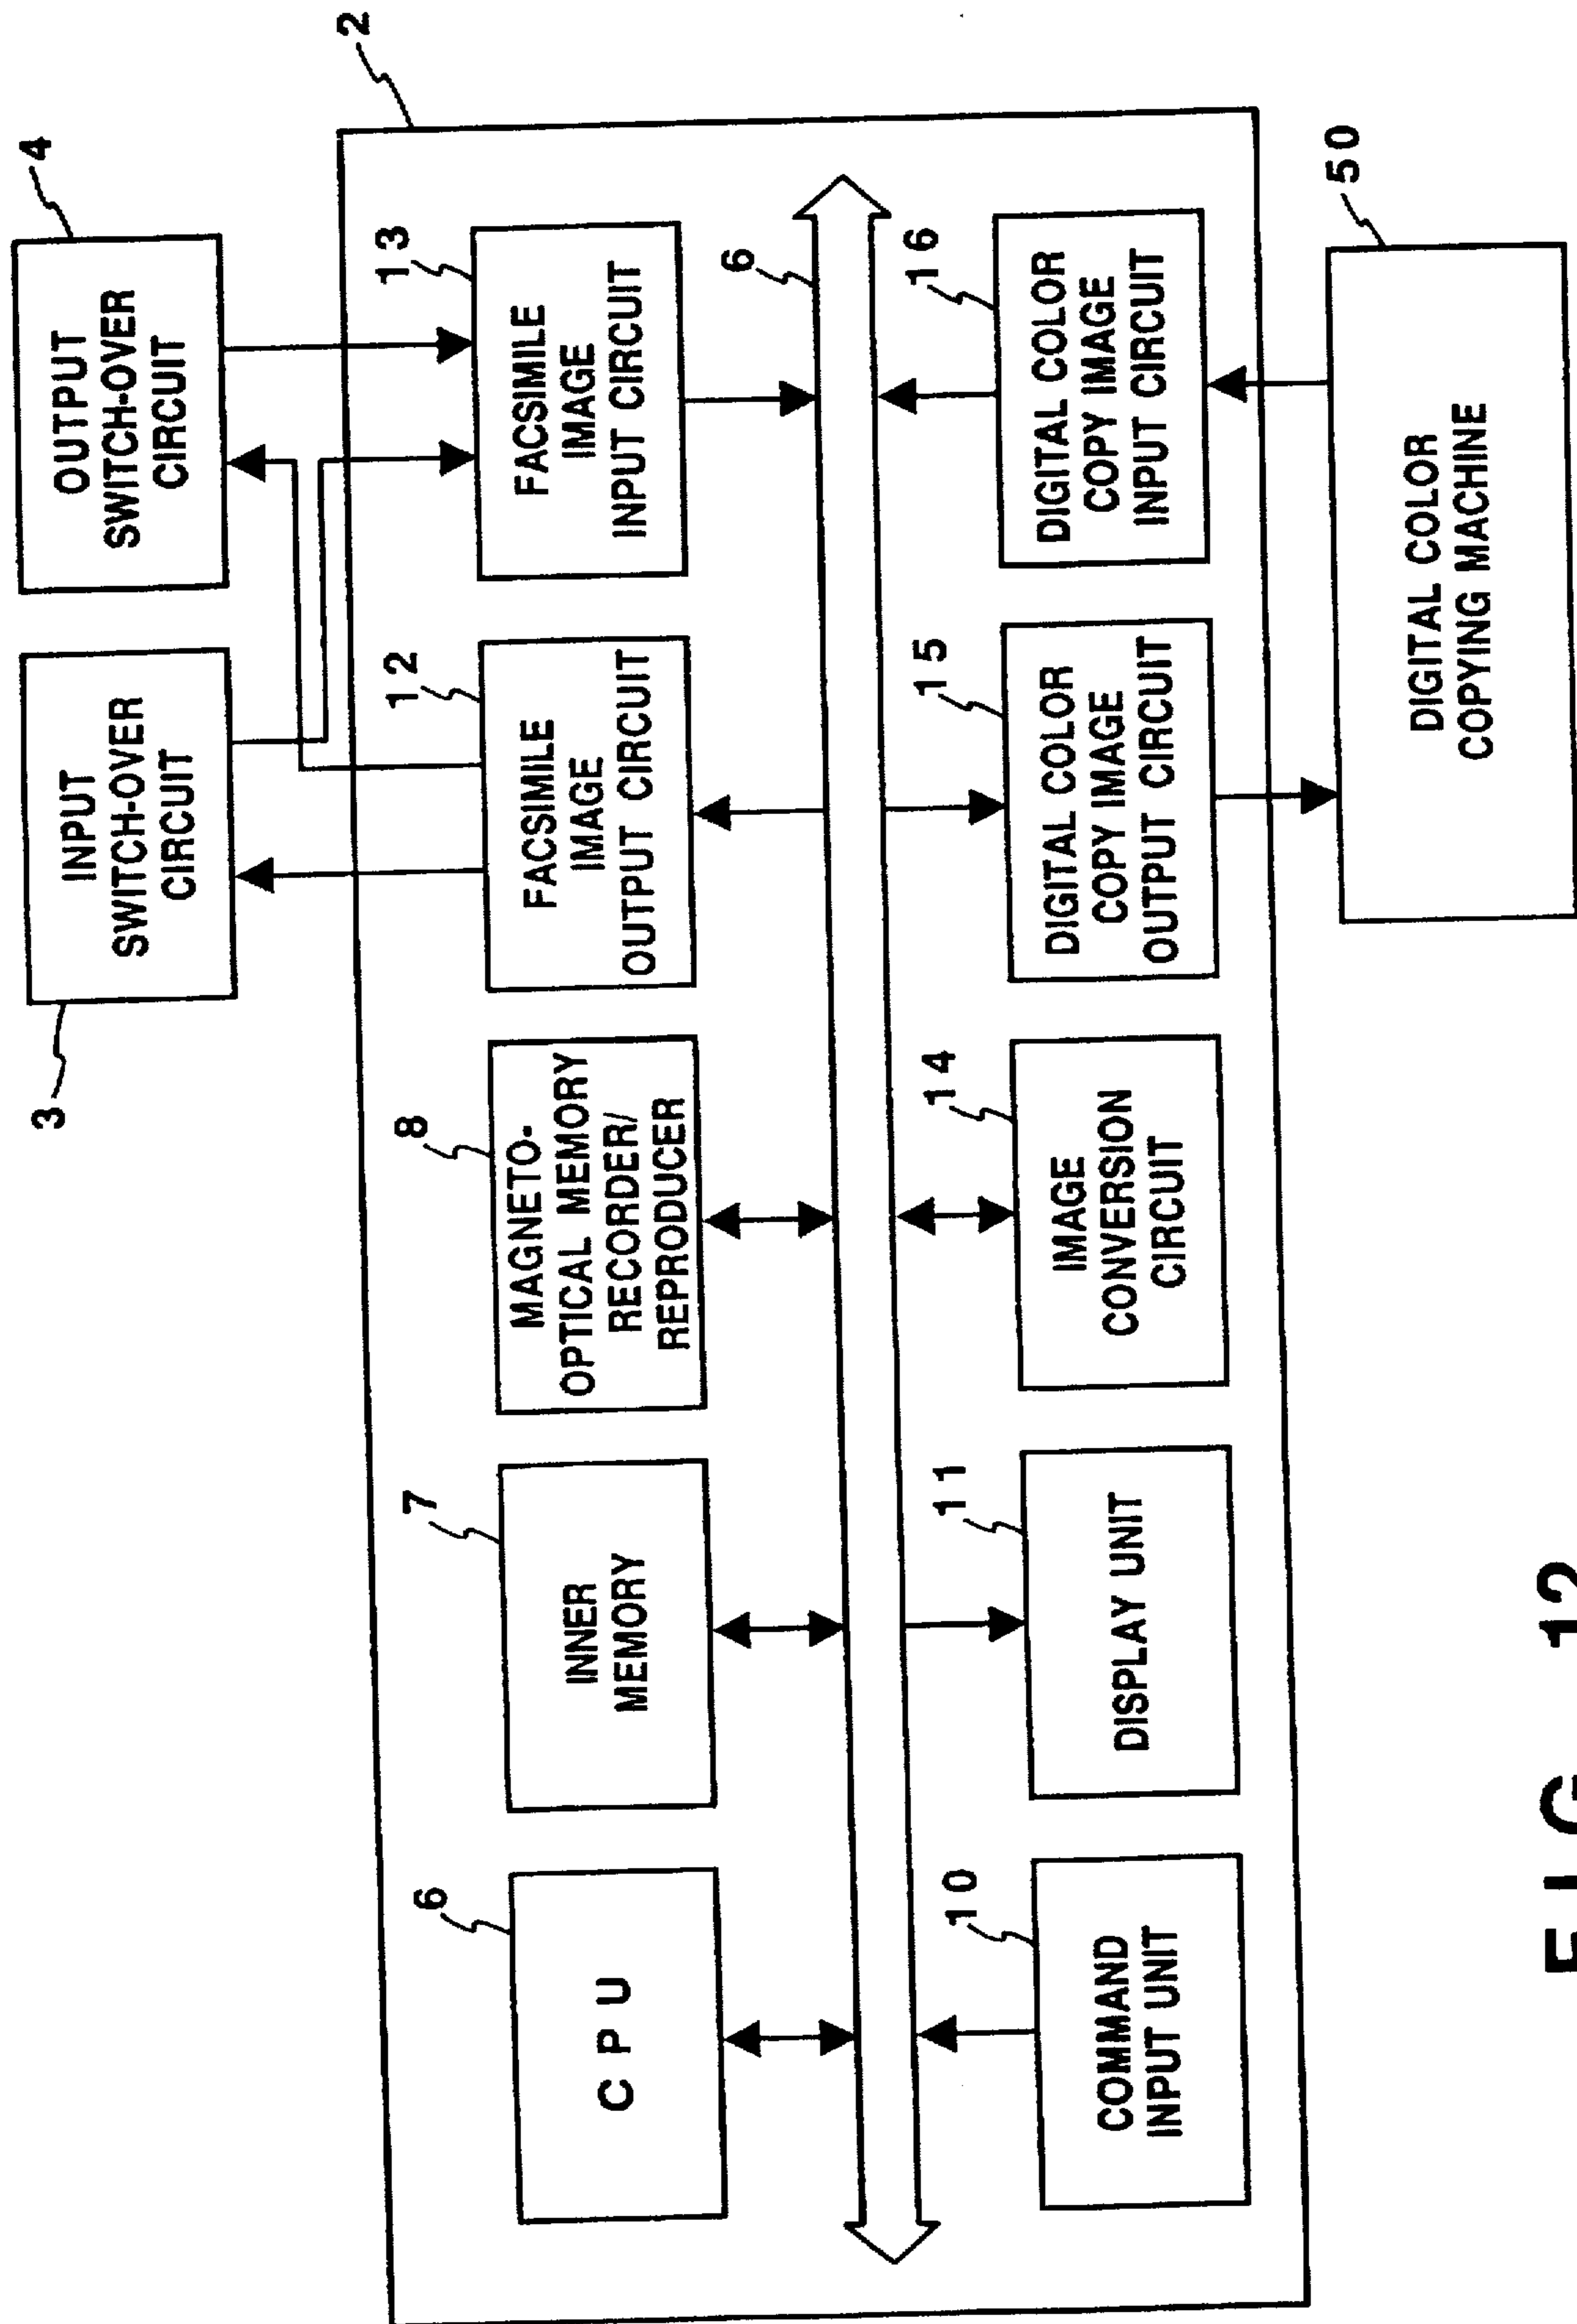 3
INPUT
SWITCH-OVER
CIRCUIT
OUTPUT
SWITCH-OVER
CIRCUIT
4
2
6
CPU
7
INNER
MEMORY
8
MAGNETO-
OPTICAL MEMORY
RECORDER/
REPRODUCER
12
FACSIMILE
IMAGE
OUTPUT CIRCUIT
13
FACSIMILE
IMAGE
INPUT CIRCUIT
6
10
COMMAND
INPUT UNIT
11
DISPLAY UNIT
14
IMAGE
CONVERSION
CIRCUIT
15
DIGITAL COLOR
COPY IMAGE
OUTPUT CIRCUIT
16
DIGITAL COLOR
COPY IMAGE
INPUT CIRCUIT
DIGITAL COLOR
COPYING MACHINE
50
FIG. 12